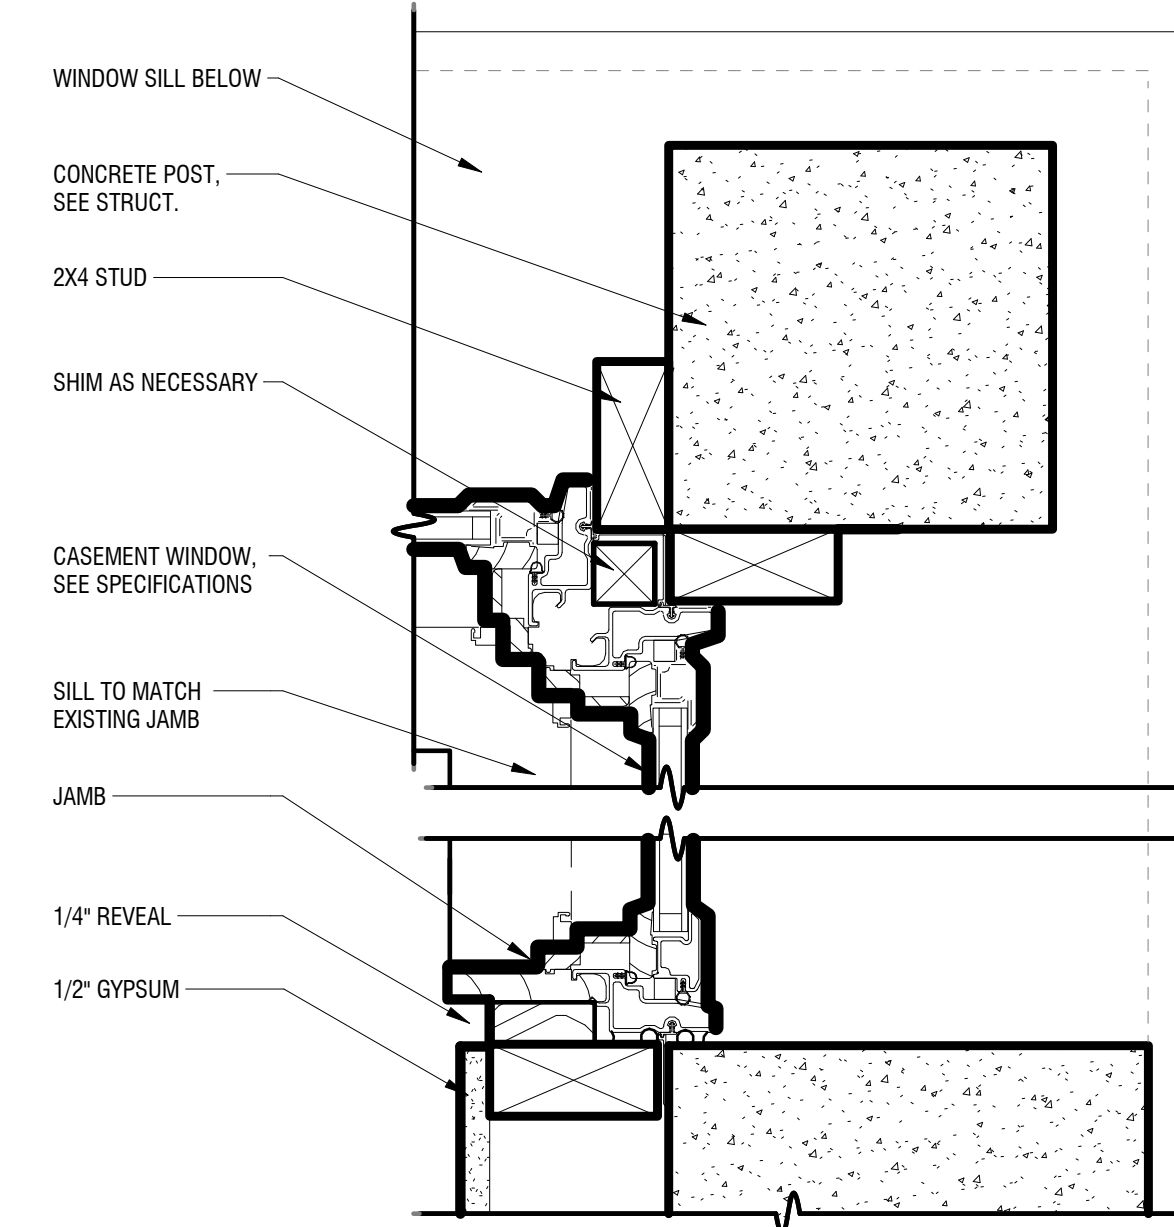 WINDOW SILL BELOW
CONCRETE POST,
SEE STRUCT.
2X4 STUD
SHIM AS NECESSARY
CASEMENT WINDOW,
SEE SPECIFICATIONS
SILL TO MATCH
EXISTING JAMB
JAMB
1/4" REVEAL
1/2" GYPSUM